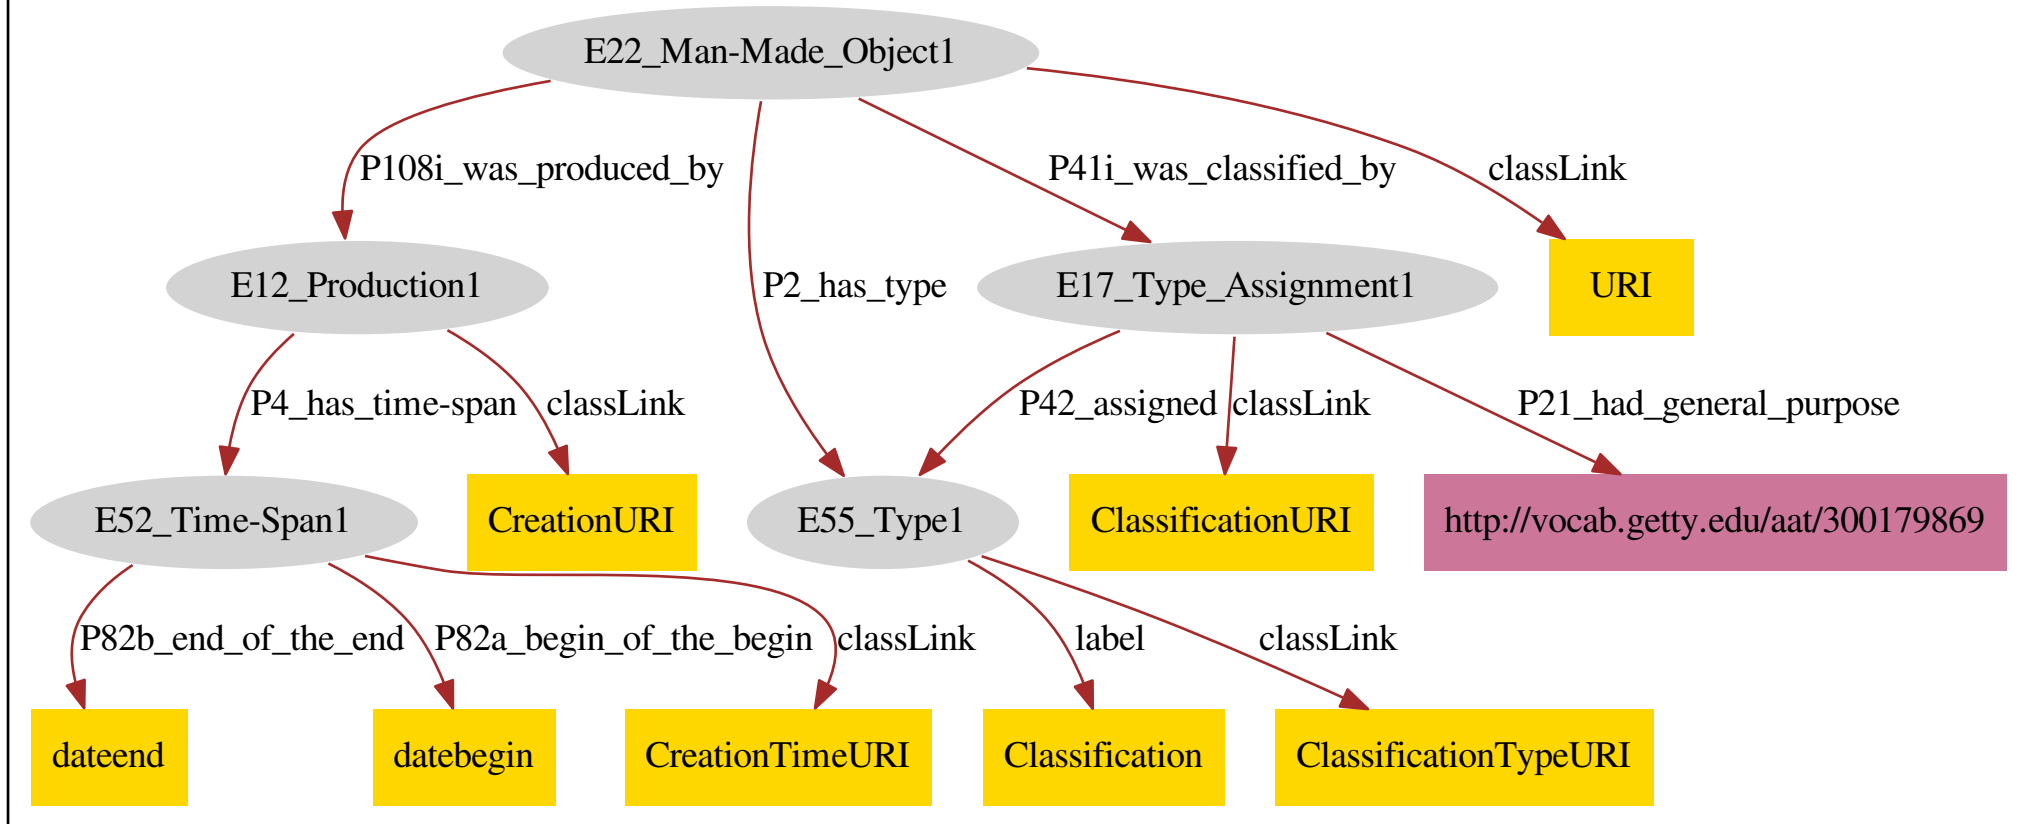 E22_Man-Made_Object1
P108i_was_produced_by
P41i_was_classified_by
classLink
E12_Production1
P2_has_type
E17_Type_Assignment1
URI
P4_has_time-span
classLink
P42_assigned
classLink
P21_had_general_purpose
E52_Time-Span1
CreationURI
E55_Type1
ClassificationURI
http://vocab.getty.edu/aat/300179869
P82b_end_of_the_end
P82a_begin_of_the_begin
classLink
label
classLink
dateend
datebegin
CreationTimeURI
Classification
ClassificationTypeURI